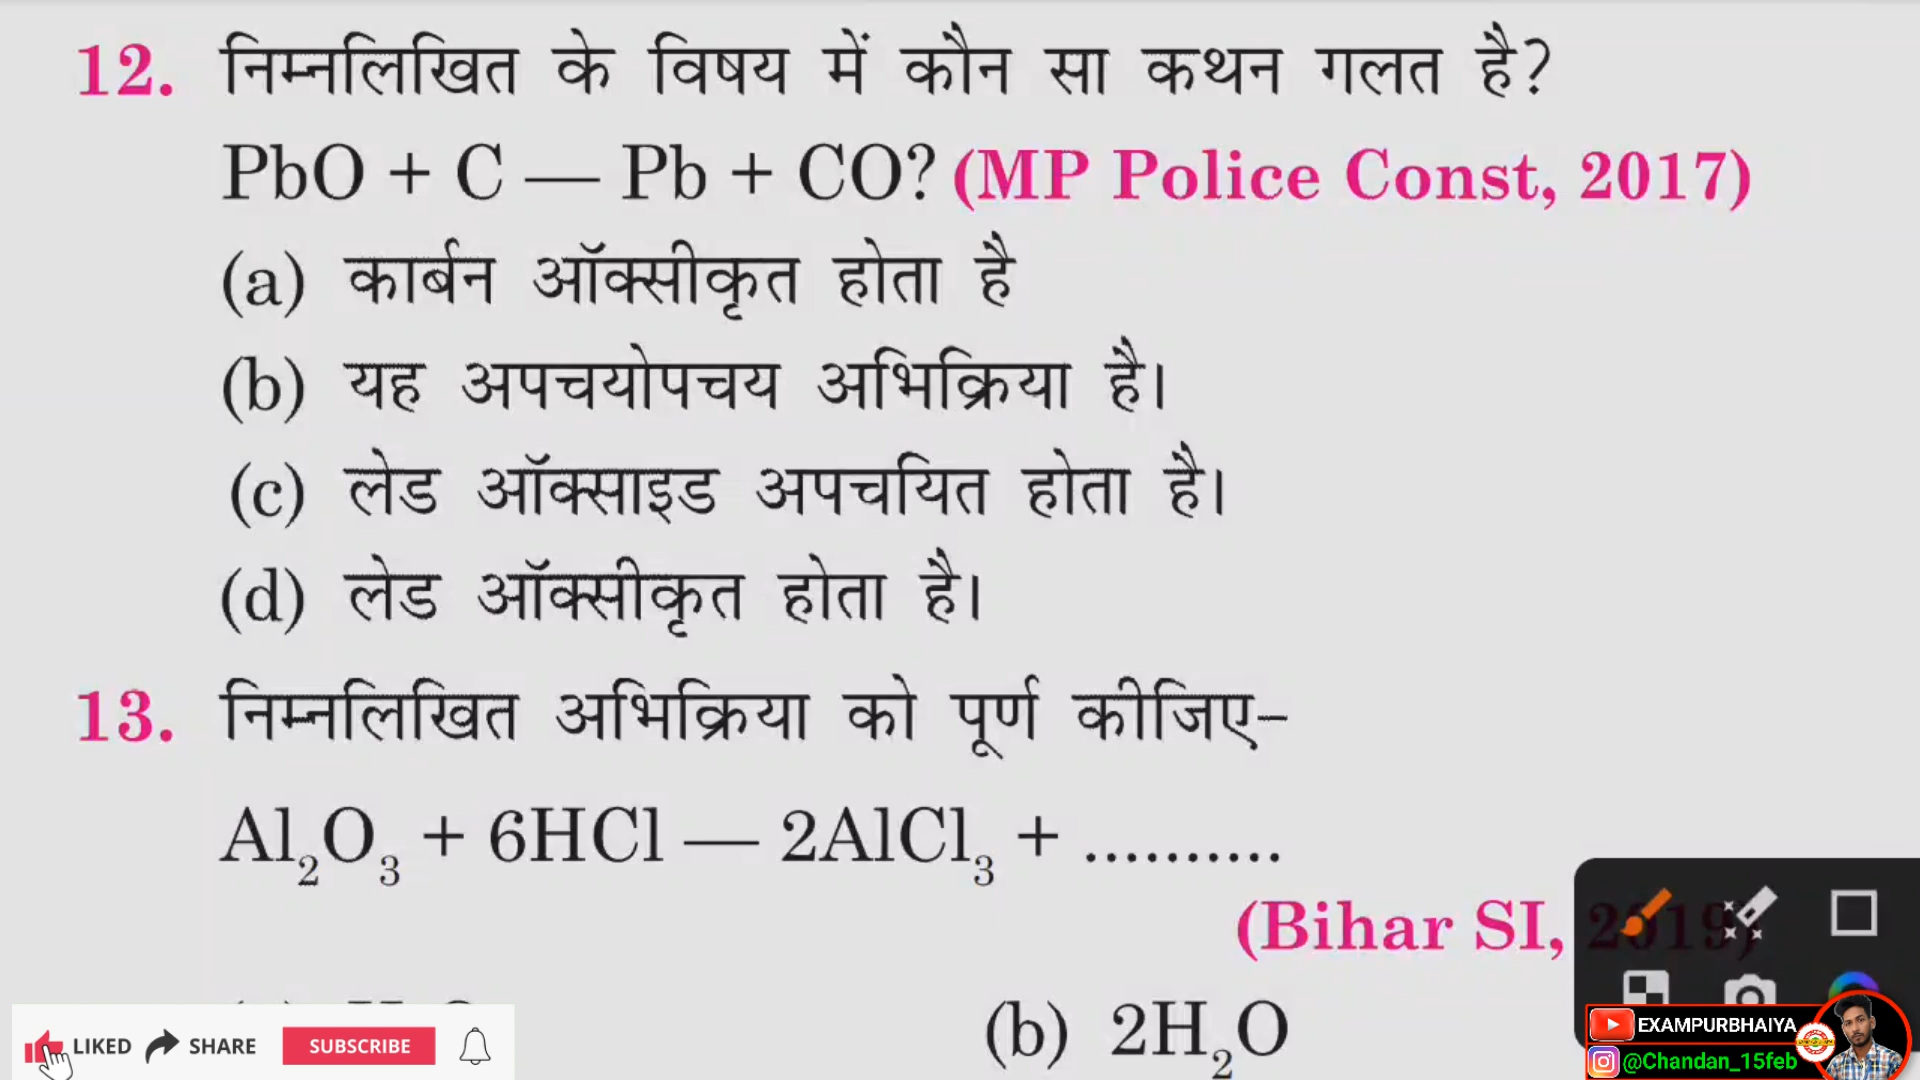 12. निम्नलिखित के विषय में कौन सा कथन गलत है?
PbO + C — Pb + CO? (MP Police Const, 2017)
(a) कार्बन ऑक्सीकृत होता है
(b) यह अपचयोपचय अभिक्रिया है।
(c) लेड ऑक्साइड अपचयित होता है।
(d) लेड ऑक्सीकृत होता है।
13. निम्नलिखित अभिक्रिया को पूर्ण कीजिए-
Al₂O₃ + 6HCl — 2AlCl₃ + ..........
(Bihar SI, 2019)
(b) 2H₂O
LIKED SHARE SUBSCRIBE
EXAMPURBHAIYA
@Chandan_15feb